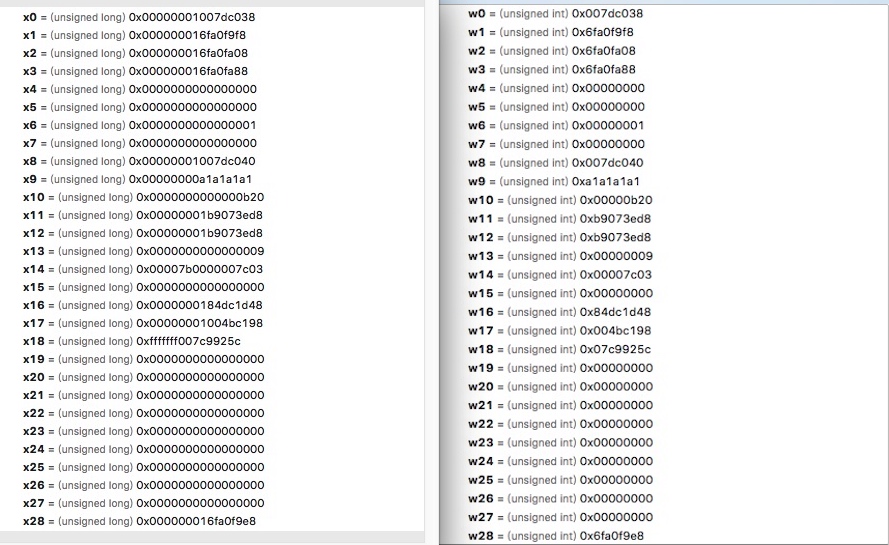 x0 = (unsigned long) 0x00000001007dc038
x1 = (unsigned long) 0x000000016fa0f9f8
x2 = (unsigned long) 0x000000016fa0fa08
x3 = (unsigned long) 0x000000016fa0fa88
x4 = (unsigned long) 0x0000000000000000
x5 = (unsigned long) 0x0000000000000000
x6 = (unsigned long) 0x0000000000000001
x7 = (unsigned long) 0x0000000000000000
x8 = (unsigned long) 0x00000001007dc040
x9 = (unsigned long) 0x00000000a1a1a1a1
x10 = (unsigned long) 0x0000000000000b20
x11 = (unsigned long) 0x00000001b9073ed8
x12 = (unsigned long) 0x00000001b9073ed8
x13 = (unsigned long) 0x0000000000000009
x14 = (unsigned long) 0x00007b0000007c03
x15 = (unsigned long) 0x0000000000000000
x16 = (unsigned long) 0x0000000184dc1d48
x17 = (unsigned long) 0x00000001004bc198
x18 = (unsigned long) 0xfffffff007c9925c
x19 = (unsigned long) 0x0000000000000000
x20 = (unsigned long) 0x0000000000000000
x21 = (unsigned long) 0x0000000000000000
x22 = (unsigned long) 0x0000000000000000
x23 = (unsigned long) 0x0000000000000000
x24 = (unsigned long) 0x0000000000000000
x25 = (unsigned long) 0x0000000000000000
x26 = (unsigned long) 0x0000000000000000
x27 = (unsigned long) 0x0000000000000000
x28 = (unsigned long) 0x000000016fa0f9e8
w0 = (unsigned int) 0x007dc038
w1 = (unsigned int) 0x6fa0f9f8
w2 = (unsigned int) 0x6fa0fa08
w3 = (unsigned int) 0x6fa0fa88
w4 = (unsigned int) 0x00000000
w5 = (unsigned int) 0x00000000
w6 = (unsigned int) 0x00000001
w7 = (unsigned int) 0x00000000
w8 = (unsigned int) 0x007dc040
w9 = (unsigned int) 0xa1a1a1a1
w10 = (unsigned int) 0x00000b20
w11 = (unsigned int) 0xb9073ed8
w12 = (unsigned int) 0xb9073ed8
w13 = (unsigned int) 0x00000009
w14 = (unsigned int) 0x00007c03
w15 = (unsigned int) 0x00000000
w16 = (unsigned int) 0x84dc1d48
w17 = (unsigned int) 0x004bc198
w18 = (unsigned int) 0x07c9925c
w19 = (unsigned int) 0x00000000
w20 = (unsigned int) 0x00000000
w21 = (unsigned int) 0x00000000
w22 = (unsigned int) 0x00000000
w23 = (unsigned int) 0x00000000
w24 = (unsigned int) 0x00000000
w25 = (unsigned int) 0x00000000
w26 = (unsigned int) 0x00000000
w27 = (unsigned int) 0x00000000
w28 = (unsigned int) 0x6fa0f9e8